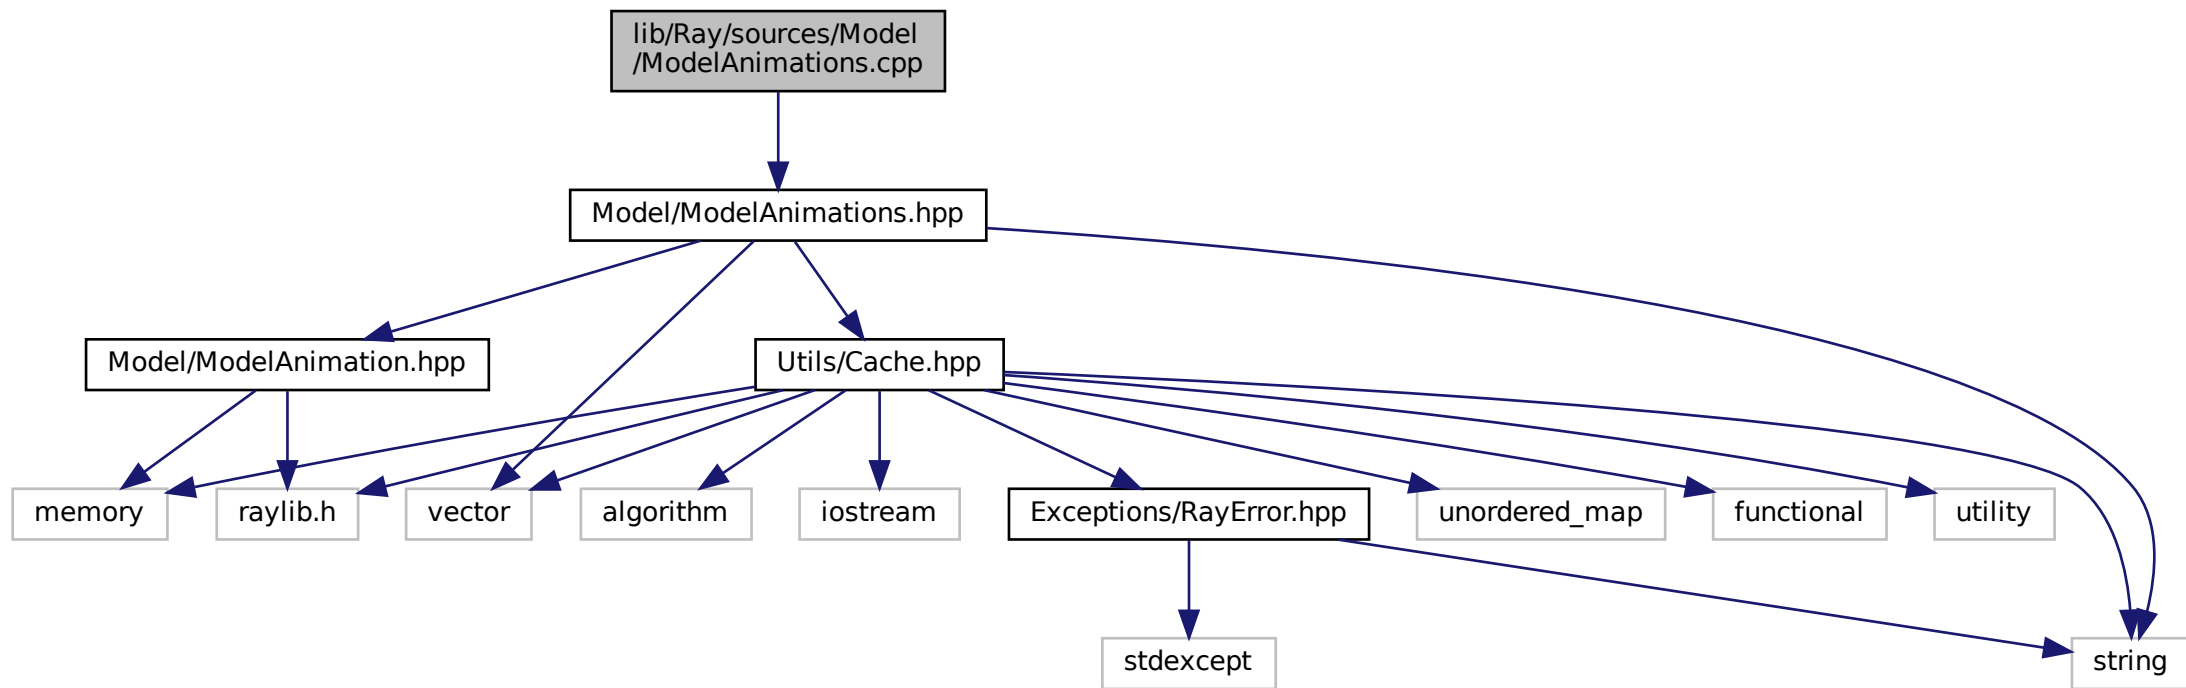 lib/Ray/sources/Model
/ModelAnimations.cpp
Model/ModelAnimations.hpp
Model/ModelAnimation.hpp
Utils/Cache.hpp
memory
raylib.h
vector
algorithm
iostream
Exceptions/RayError.hpp
unordered_map
functional
utility
stdexcept
string